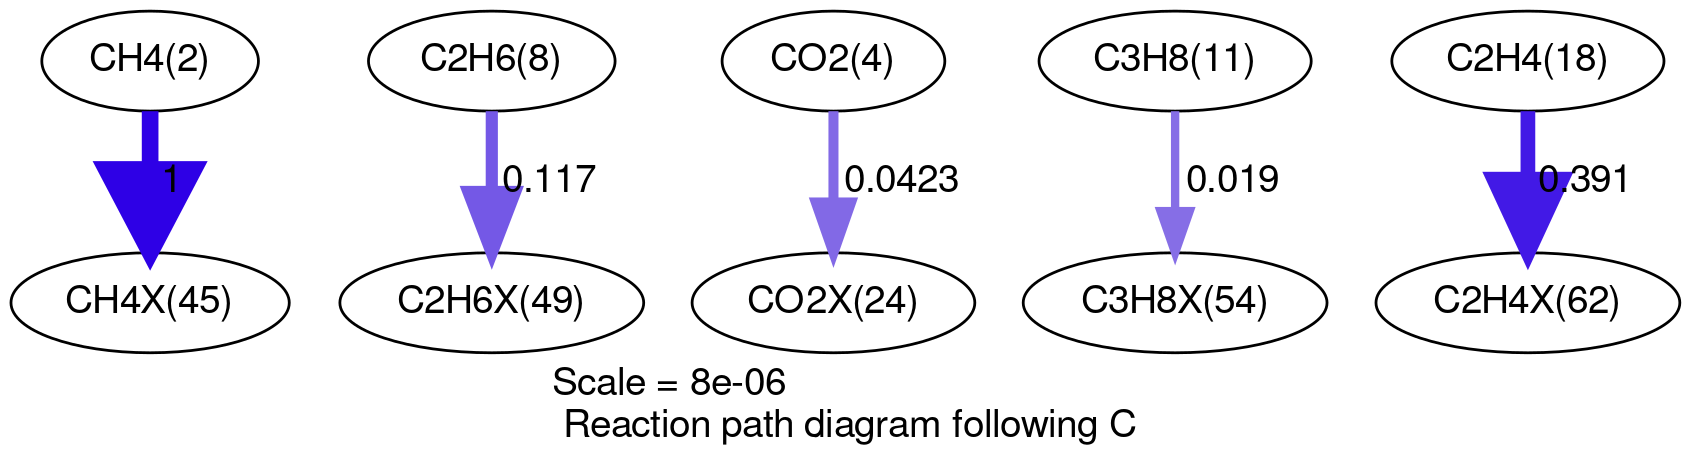 CH4(2) C2H6(8) CO2(4) C3H8(11) C2H4(18)
1 0.117 0.0423 0.019 0.391
CH4X(45) C2H6X(49) CO2X(24) C3H8X(54) C2H4X(62)
Scale = 8e-06
Reaction path diagram following C